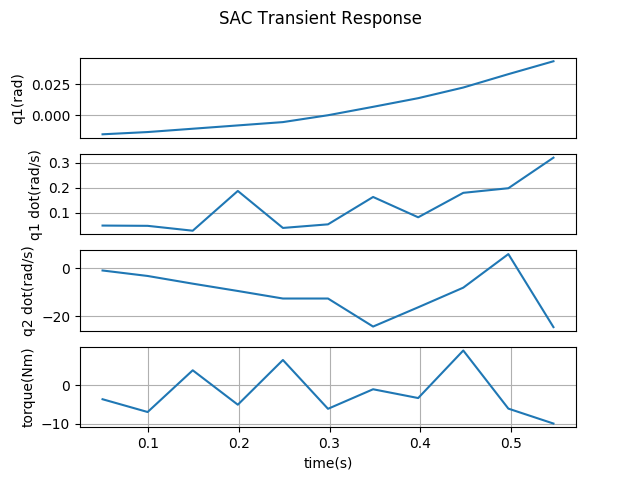 SAC Transient Response
q1(rad)
0.025
0.000
q1 dot(rad/s)
0.3
0.2
0.1
q2 dot(rad/s)
0
−20
torque(Nm)
0
−10
0.1 0.2 0.3 0.4 0.5
time(s)